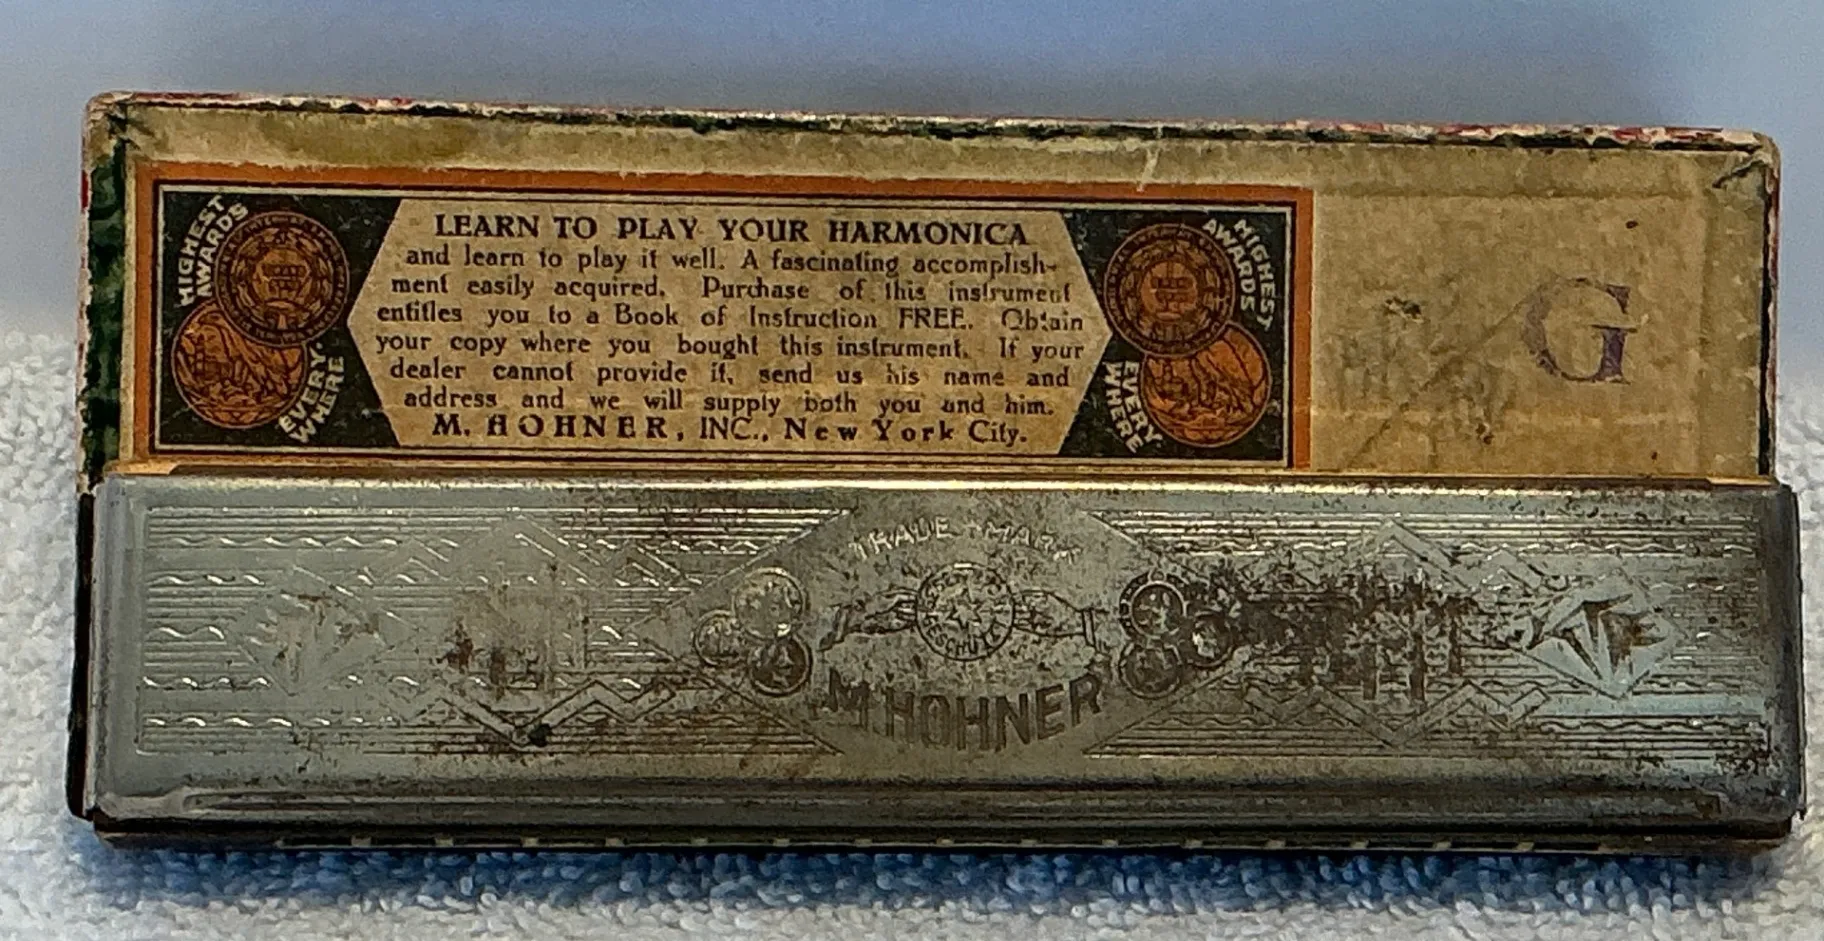 HIGHEST
AWARDS
EVERY-
WHERE
LEARN TO PLAY YOUR HARMONICA
and learn to play it well. A fascinating accomplish-
ment easily acquired. Purchase of this instrument
entitles you to a Book of Instruction FREE. Obtain
your copy where you bought this instrument. If your
dealer cannot provide it, send us his name and
address and we will supply both you and him.
M. HOHNER, INC., New York City.
HIGHEST
AWARDS
EVERY
WHERE
G
TRADE MARK
GESCHÜTZT
M. HOHNER